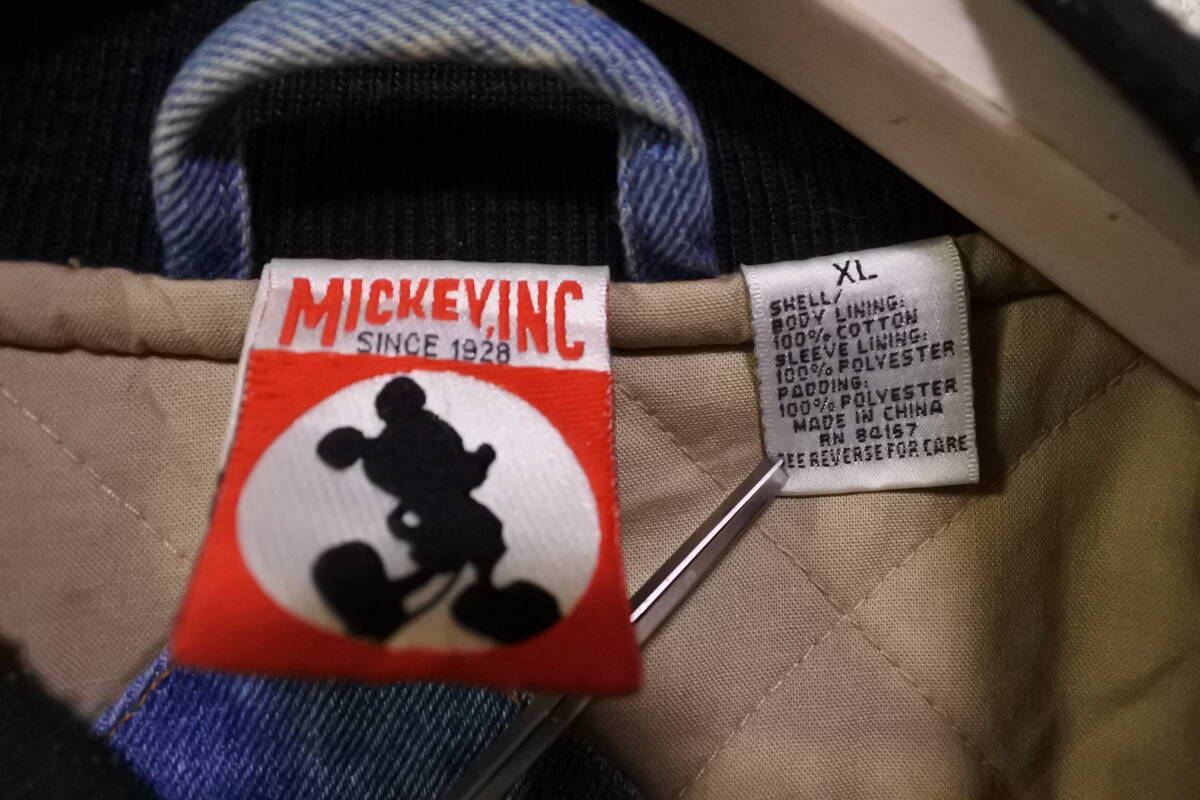 MICKEY, INC
SINCE 1928
XL
SHELL/
BODY LINING:
100% COTTON
SLEEVE LINING:
100% POLYESTER
PADDING:
100% POLYESTER
MADE IN CHINA
RN 84157
EE REVERSE FOR CARE